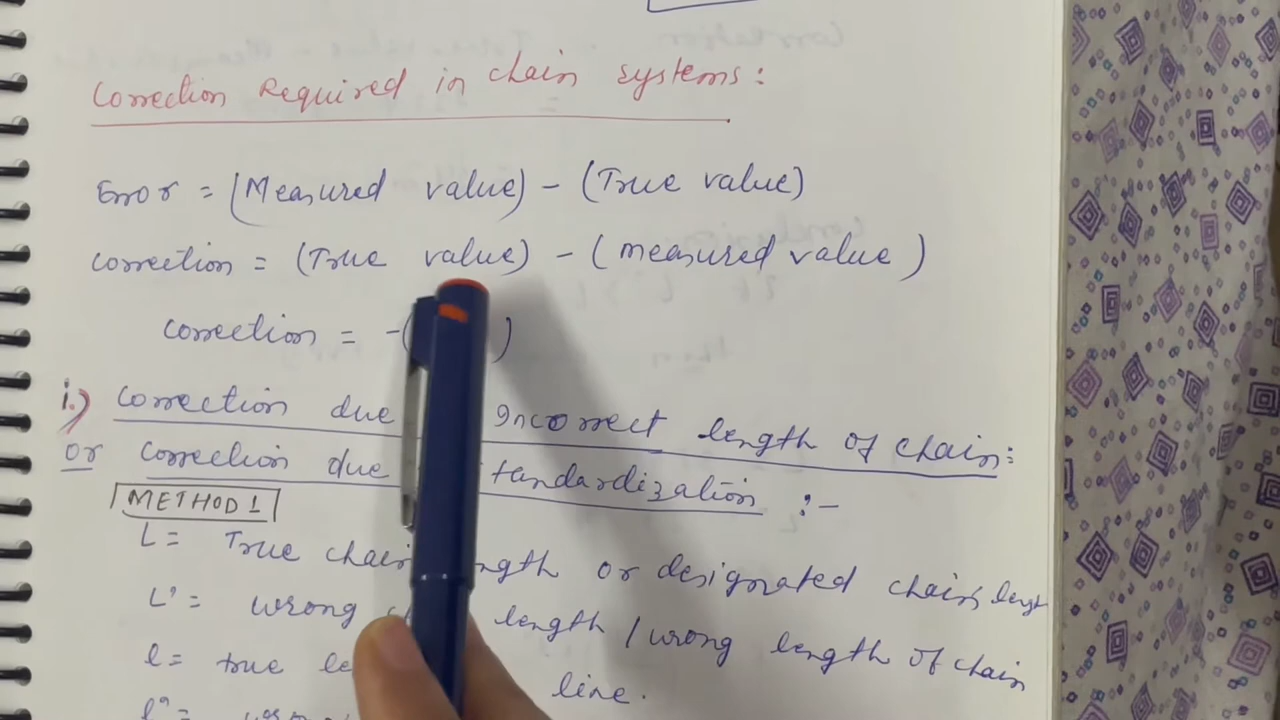 Correction Required in chain systems:
Error = (Measured value) - (True value)
correction = (True value) - (measured value)
correction = -( )
i.) correction due Incorrect length of chain:
or correction due tandardization :-
METHOD 1
L = True chain ngth or designated chain lengt
L' = wrong length / wrong length of chain
l = true le line.
l' =